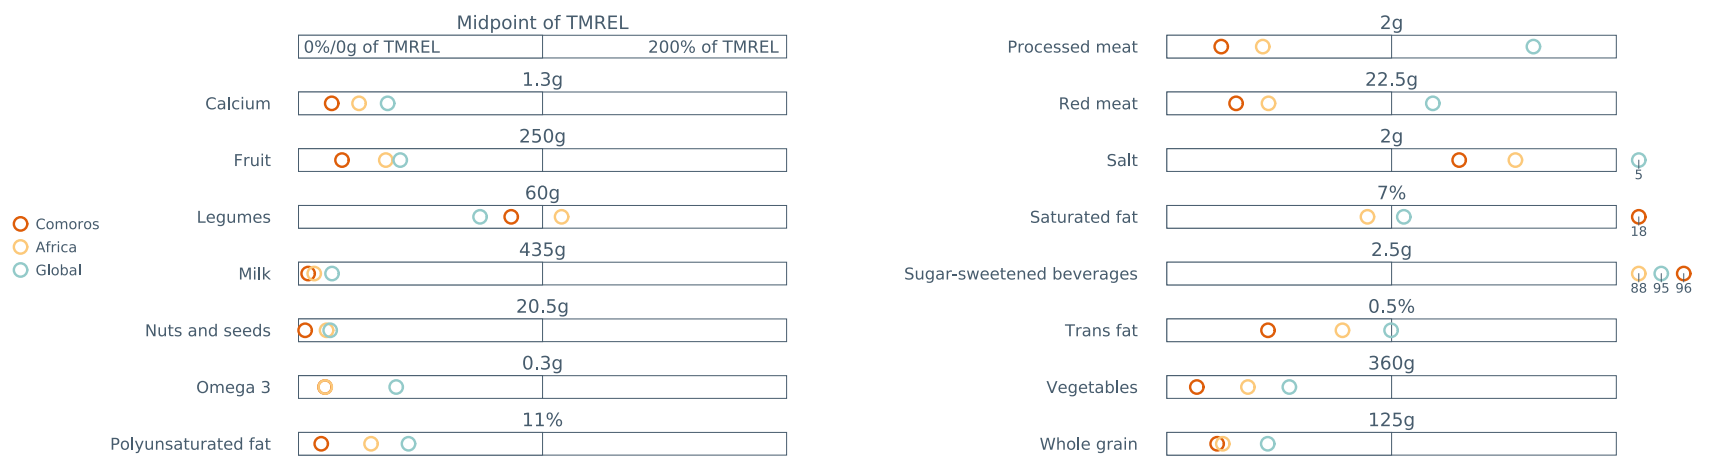 Midpoint of TMREL
0%/0g of TMREL 200% of TMREL
1.3g
Calcium
250g
Fruit
60g
Legumes
435g
Milk
20.5g
Nuts and seeds
0.3g
Omega 3
11%
Polyunsaturated fat
Comoros
Africa
Global
2g
Processed meat
22.5g
Red meat
2g
Salt
5
7%
Saturated fat
18
2.5g
Sugar-sweetened beverages
88 95 96
0.5%
Trans fat
360g
Vegetables
125g
Whole grain